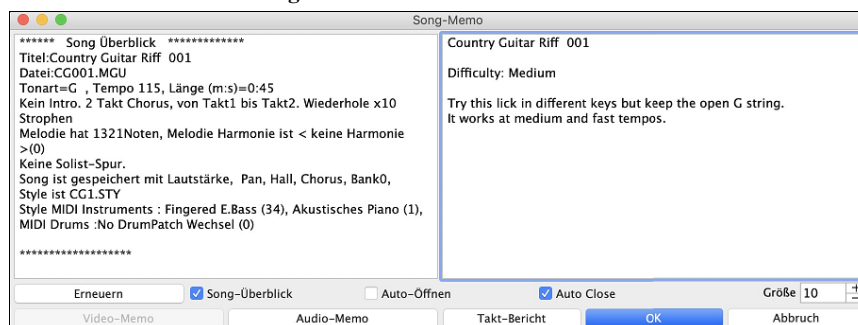 Song-Memo
****** Song Überblick *************
Titel:Country Guitar Riff 001
Datei:CG001.MGU
Tonart=G , Tempo 115, Länge (m:s)=0:45
Kein Intro. 2 Takt Chorus, von Takt1 bis Takt2. Wiederhole x10
Strophen
Melodie hat 1321Noten, Melodie Harmonie ist < keine Harmonie
>(0)
Keine Solist-Spur.
Song ist gespeichert mit Lautstärke, Pan, Hall, Chorus, Bank0,
Style ist CG1.STY
Style MIDI Instruments : Fingered E.Bass (34), Akustisches Piano (1),
MIDI Drums :No DrumPatch Wechsel (0)
*******************
Country Guitar Riff 001
Difficulty: Medium
Try this lick in different keys but keep the open G string.
It works at medium and fast tempos.
Erneuern Song-Überblick Auto-Öffnen Auto Close Größe 10
Video-Memo Audio-Memo Takt-Bericht OK Abbruch